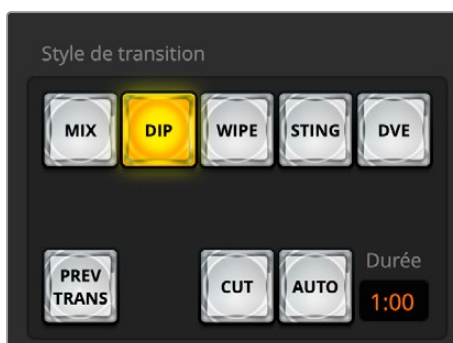 Style de transition
MIX DIP WIPE STING DVE
PREV TRANS CUT AUTO Durée 1:00